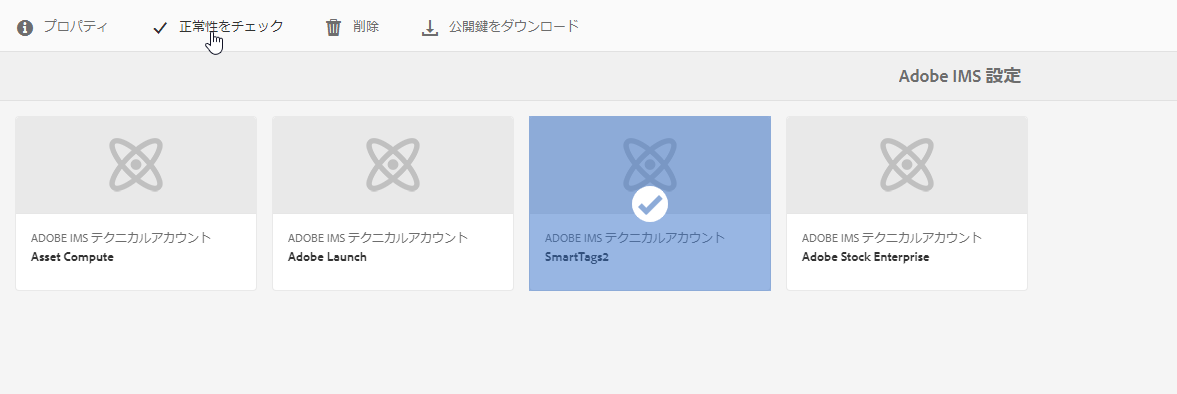 プロパティ
正常性をチェック
削除
公開鍵をダウンロード
Adobe IMS 設定
ADOBE IMS テクニカルアカウント
Asset Compute
ADOBE IMS テクニカルアカウント
Adobe Launch
ADOBE IMS テクニカルアカウント
SmartTags2
ADOBE IMS テクニカルアカウント
Adobe Stock Enterprise